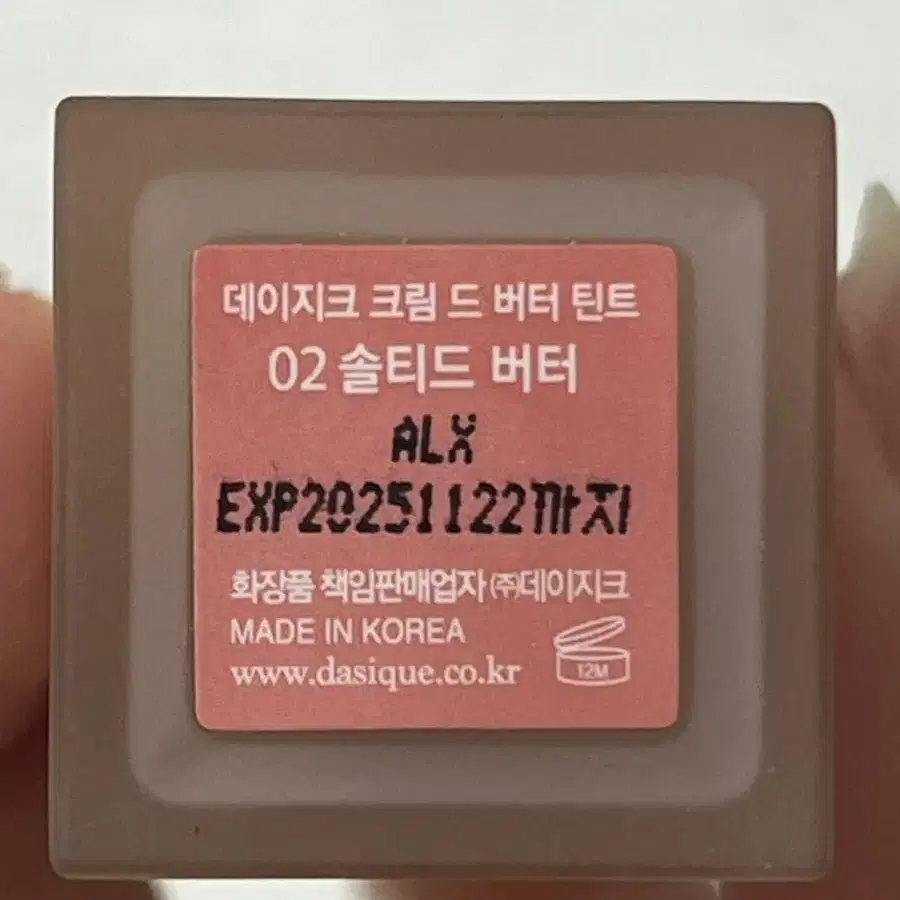 데이지크 크림 드 버터 틴트
02 솔티드 버터
ALX
EXP20251122까지
화장품 책임판매업자 ㈜데이지크
MADE IN KOREA
www.dasique.co.kr
12M